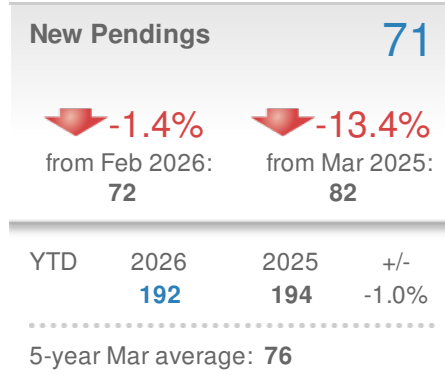 New Pendings 71
-1.4% -13.4%
from Feb 2026: from Mar 2025:
72 82
YTD 2026 2025 +/-
192 194 -1.0%
5-year Mar average: 76